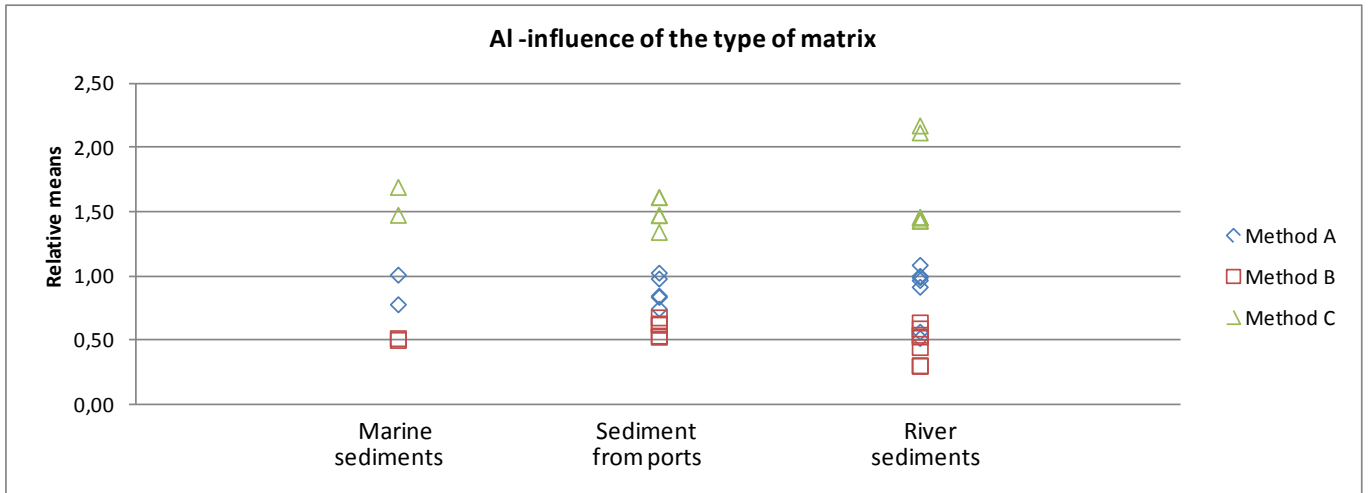 Al -influence of the type of matrix
2,50
2,00
1,50
1,00
0,50
0,00
Relative means
Marine
sediments
Sediment
from ports
River
sediments
Method A
Method B
Method C